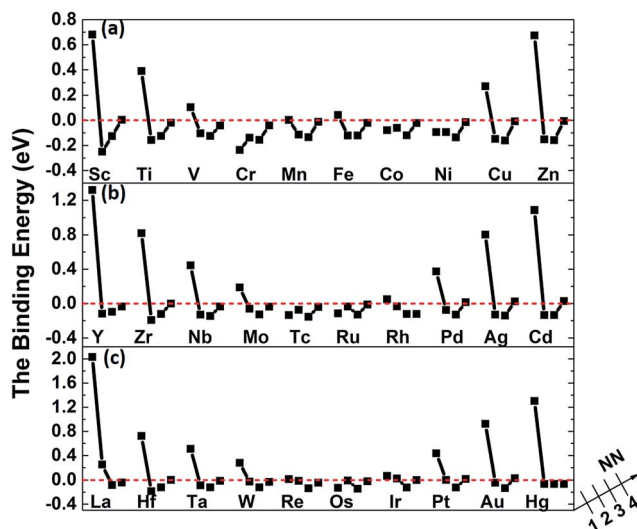 The Binding Energy (eV)
(a)
0.8
0.6
0.4
0.2
0.0
-0.2
-0.4
Sc Ti V Cr Mn Fe Co Ni Cu Zn
(b)
1.2
0.8
0.4
0.0
-0.4
Y Zr Nb Mo Tc Ru Rh Pd Ag Cd
(c)
2.0
1.6
1.2
0.8
0.4
0.0
-0.4
La Hf Ta W Re Os Ir Pt Au Hg
NN
1 2 3 4